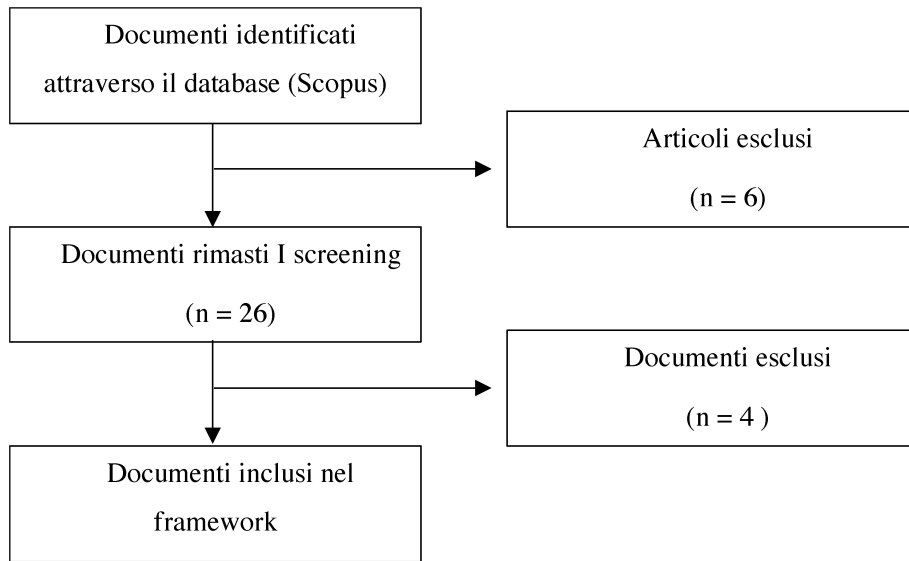 Documenti identificati
attraverso il database (Scopus)
Articoli esclusi
(n = 6)
Documenti rimasti I screening
(n = 26)
Documenti esclusi
(n = 4 )
Documenti inclusi nel
framework